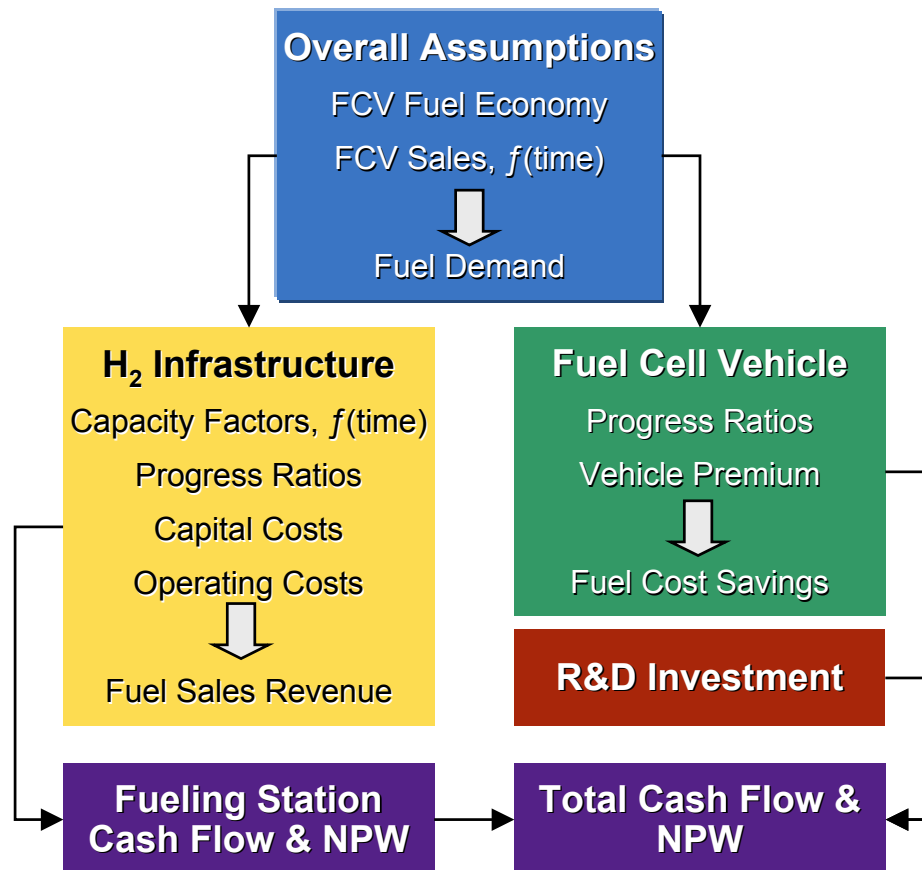 Overall Assumptions
FCV Fuel Economy
FCV Sales, ƒ(time)
Fuel Demand
H₂ Infrastructure
Capacity Factors, ƒ(time)
Progress Ratios
Capital Costs
Operating Costs
Fuel Sales Revenue
Fuel Cell Vehicle
Progress Ratios
Vehicle Premium
Fuel Cost Savings
R&D Investment
Fueling Station
Cash Flow & NPW
Total Cash Flow &
NPW